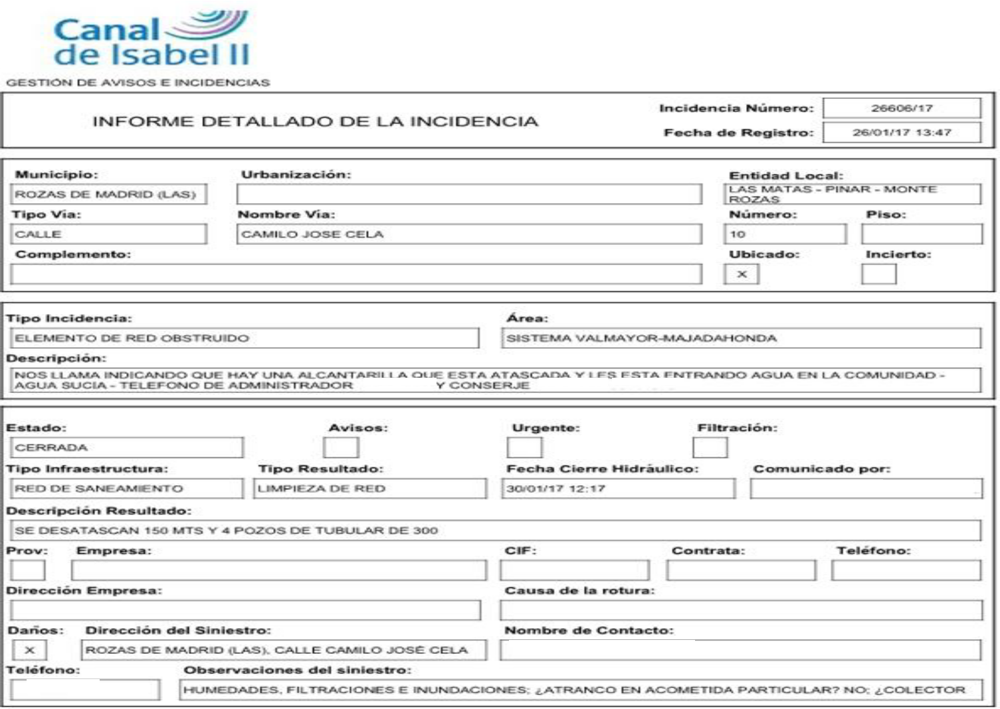 Canal
de Isabel II
GESTIÓN DE AVISOS E INCIDENCIAS
INFORME DETALLADO DE LA INCIDENCIA
Incidencia Número: 26606/17
Fecha de Registro: 26/01/17 13:47
Municipio: Urbanización: Entidad Local:
ROZAS DE MADRID (LAS) LAS MATAS - PINAR - MONTE
ROZAS
Tipo Vía: Nombre Vía: Número: Piso:
CALLE CAMILO JOSE CELA 10
Complemento: Ubicado: Incierto:
X
Tipo Incidencia: Área:
ELEMENTO DE RED OBSTRUIDO SISTEMA VALMAYOR-MAJADAHONDA
Descripción:
NOS LLAMA INDICANDO QUE HAY UNA ALCANTARILLA QUE ESTA ATASCADA Y LES ESTA ENTRANDO AGUA EN LA COMUNIDAD -
AGUA SUCIA - TELEFONO DE ADMINISTRADOR Y CONSERJE
Estado: Avisos: Urgente: Filtración:
CERRADA
Tipo Infraestructura: Tipo Resultado: Fecha Cierre Hidráulico: Comunicado por:
RED DE SANEAMIENTO LIMPIEZA DE RED 30/01/17 12:17
Descripción Resultado:
SE DESATASCAN 150 MTS Y 4 POZOS DE TUBULAR DE 300
Prov: Empresa: CIF: Contrata: Teléfono:
Dirección Empresa: Causa de la rotura:
Daños: Dirección del Siniestro: Nombre de Contacto:
X ROZAS DE MADRID (LAS), CALLE CAMILO JOSÉ CELA
Teléfono: Observaciones del siniestro:
HUMEDADES, FILTRACIONES E INUNDACIONES; ¿ATRANCO EN ACOMETIDA PARTICULAR? NO; ¿COLECTOR